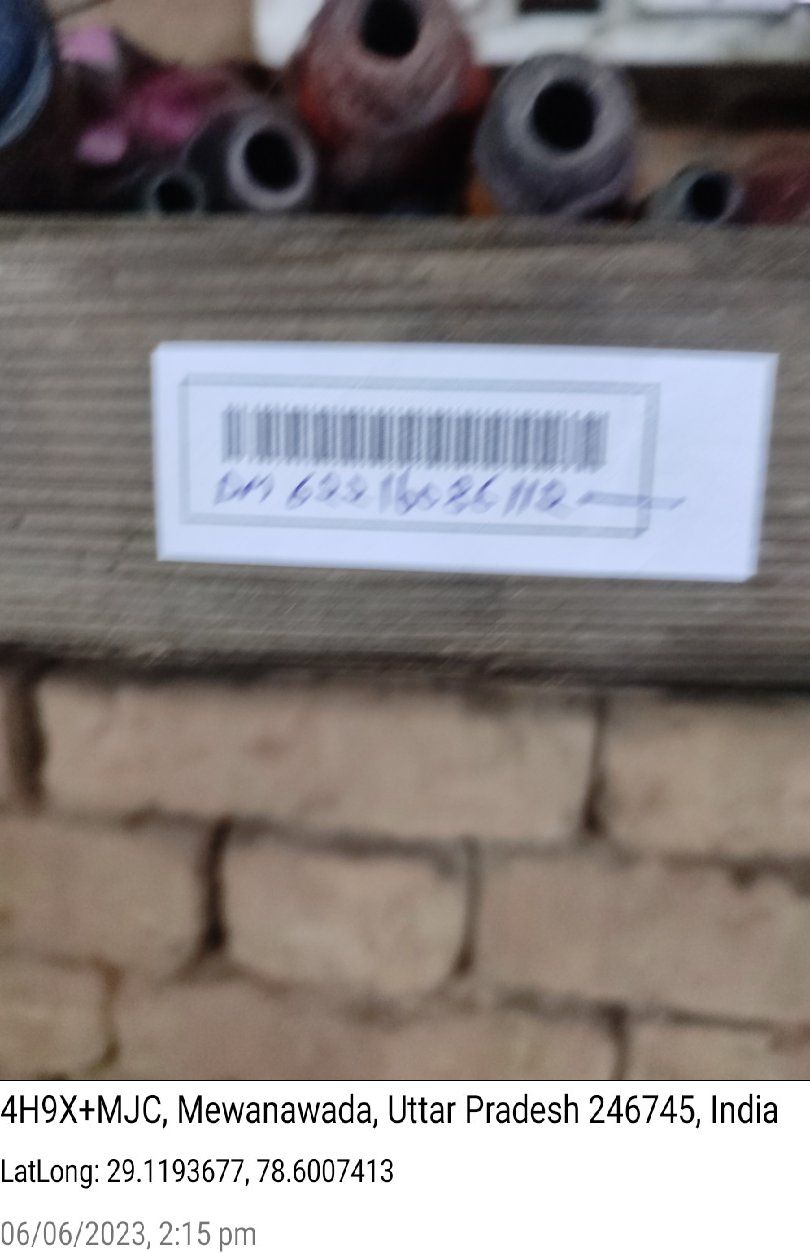 4H9X+MJC, Mewanawada, Uttar Pradesh 246745, India
LatLong: 29.1193677, 78.6007413
06/06/2023, 2:15 pm